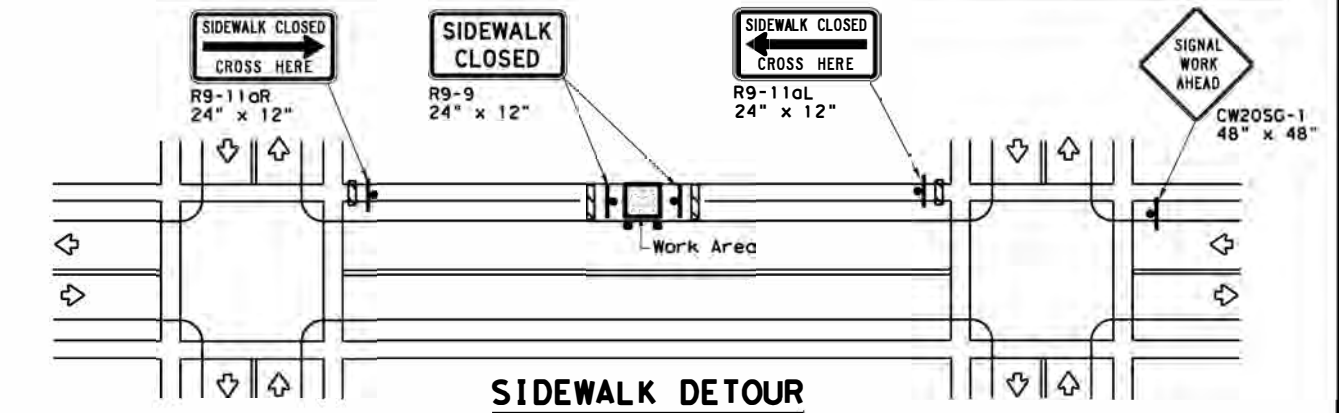 SIDEWALK CLOSED
CROSS HERE
R9-11aR
24" x 12"
SIDEWALK
CLOSED
R9-9
24" x 12"
SIDEWALK CLOSED
CROSS HERE
R9-11aL
24" x 12"
SIGNAL
WORK
AHEAD
CW20SG-1
48" x 48"
Work Area
SIDEWALK DETOUR